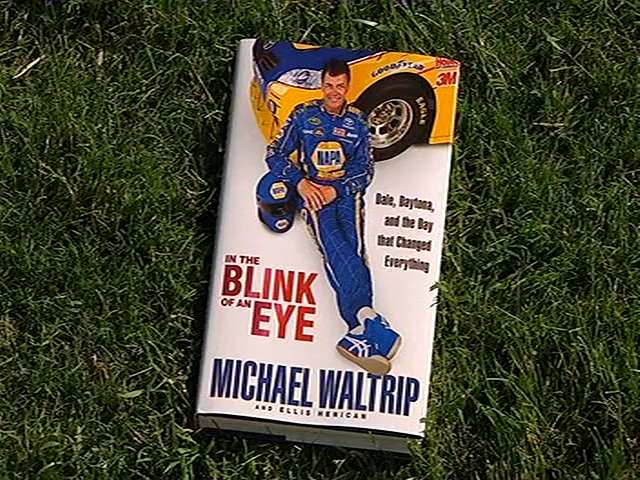 GOODYEAR
3M
EAGLE
NAPA
Dale, Daytona,
and the Day
that Changed
Everything
IN THE
BLINK
OF AN
EYE
MICHAEL WALTRIP
AND ELLIS HENICAN